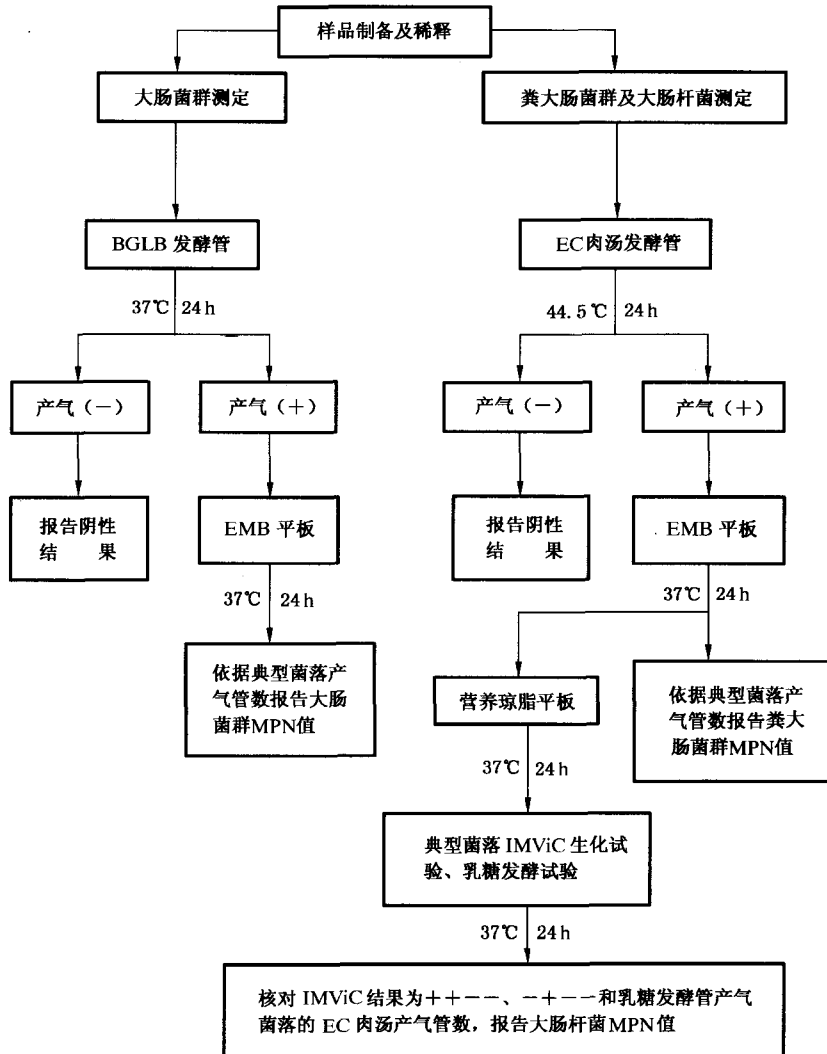 样品制备及稀释
大肠菌群测定
粪大肠菌群及大肠杆菌测定
BGLB 发酵管
EC肉汤发酵管
37℃ 24h
44.5℃ 24h
产气（－）
产气（＋）
产气（－）
产气（＋）
报告阴性
结 果
EMB 平板
报告阴性
结 果
EMB 平板
37℃ 24h
37℃ 24h
依据典型菌落产
气管数报告大肠
菌群MPN值
营养琼脂平板
依据典型菌落产
气管数报告粪大
肠菌群MPN值
37℃ 24h
典型菌落 IMViC 生化试
验、乳糖发酵试验
37℃ 24h
核对 IMViC 结果为＋＋－－、－＋－－和乳糖发酵管产气
菌落的 EC 肉汤产气管数，报告大肠杆菌MPN值